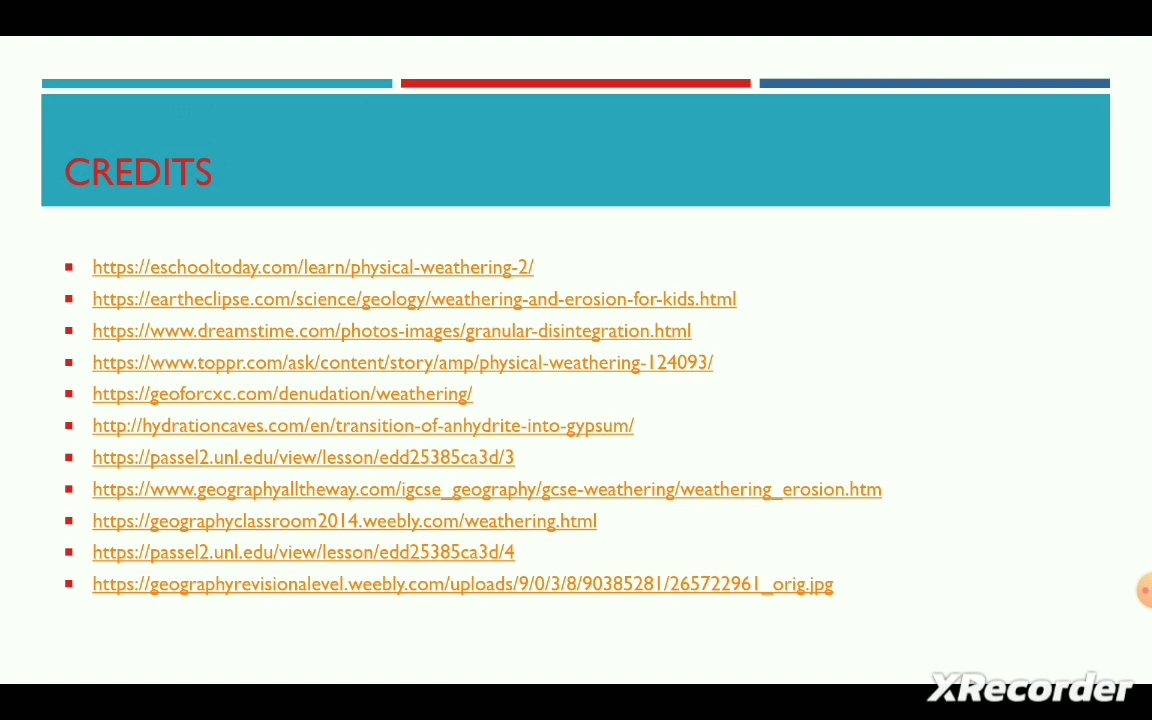 CREDITS
https://eschooltoday.com/learn/physical-weathering-2/
https://eartheclipse.com/science/geology/weathering-and-erosion-for-kids.html
https://www.dreamstime.com/photos-images/granular-disintegration.html
https://www.toppr.com/ask/content/story/amp/physical-weathering-124093/
https://geoforcxc.com/denudation/weathering/
http://hydrationcaves.com/en/transition-of-anhydrite-into-gypsum/
https://passel2.unl.edu/view/lesson/edd25385ca3d/3
https://www.geographyalltheway.com/igcse_geography/gcse-weathering/weathering_erosion.htm
https://geographyclassroom2014.weebly.com/weathering.html
https://passel2.unl.edu/view/lesson/edd25385ca3d/4
https://geographyrevisionalevel.weebly.com/uploads/9/0/3/8/90385281/265722961_orig.jpg
XRecorder